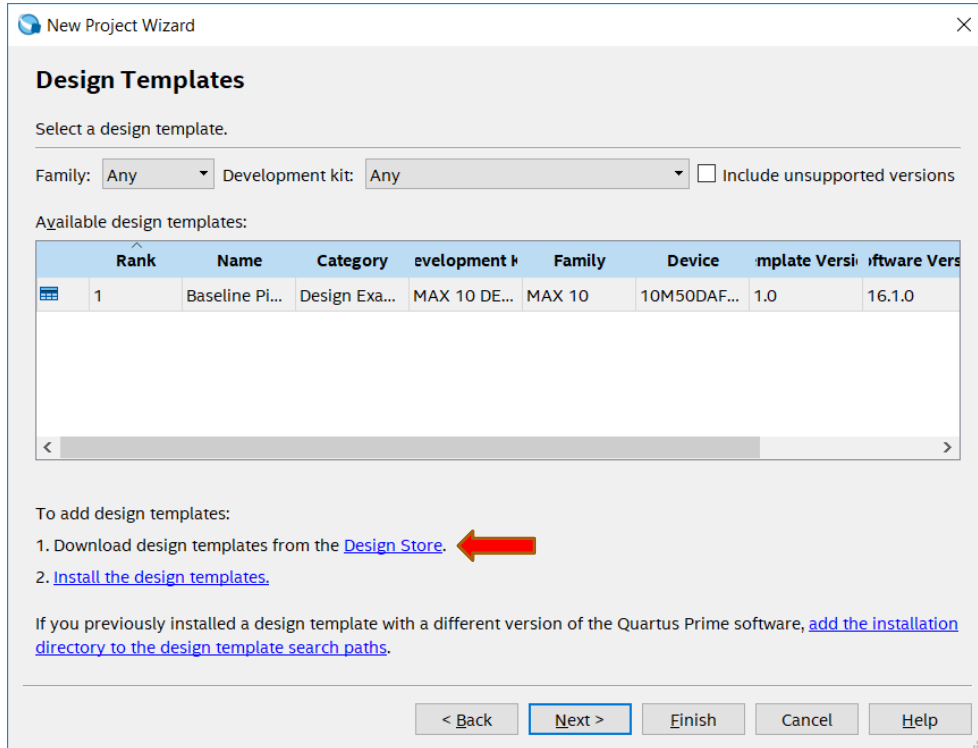 New Project Wizard
Design Templates
Select a design template.
Family: Any Development kit: Any Include unsupported versions
Available design templates:
Rank Name Category evelopment K Family Device emplate Versio oftware Vers
1 Baseline Pi... Design Exa... MAX 10 DE... MAX 10 10M50DAF... 1.0 16.1.0
To add design templates:
1. Download design templates from the Design Store.
2. Install the design templates.
If you previously installed a design template with a different version of the Quartus Prime software, add the installation
directory to the design template search paths.
< Back Next > Finish Cancel Help